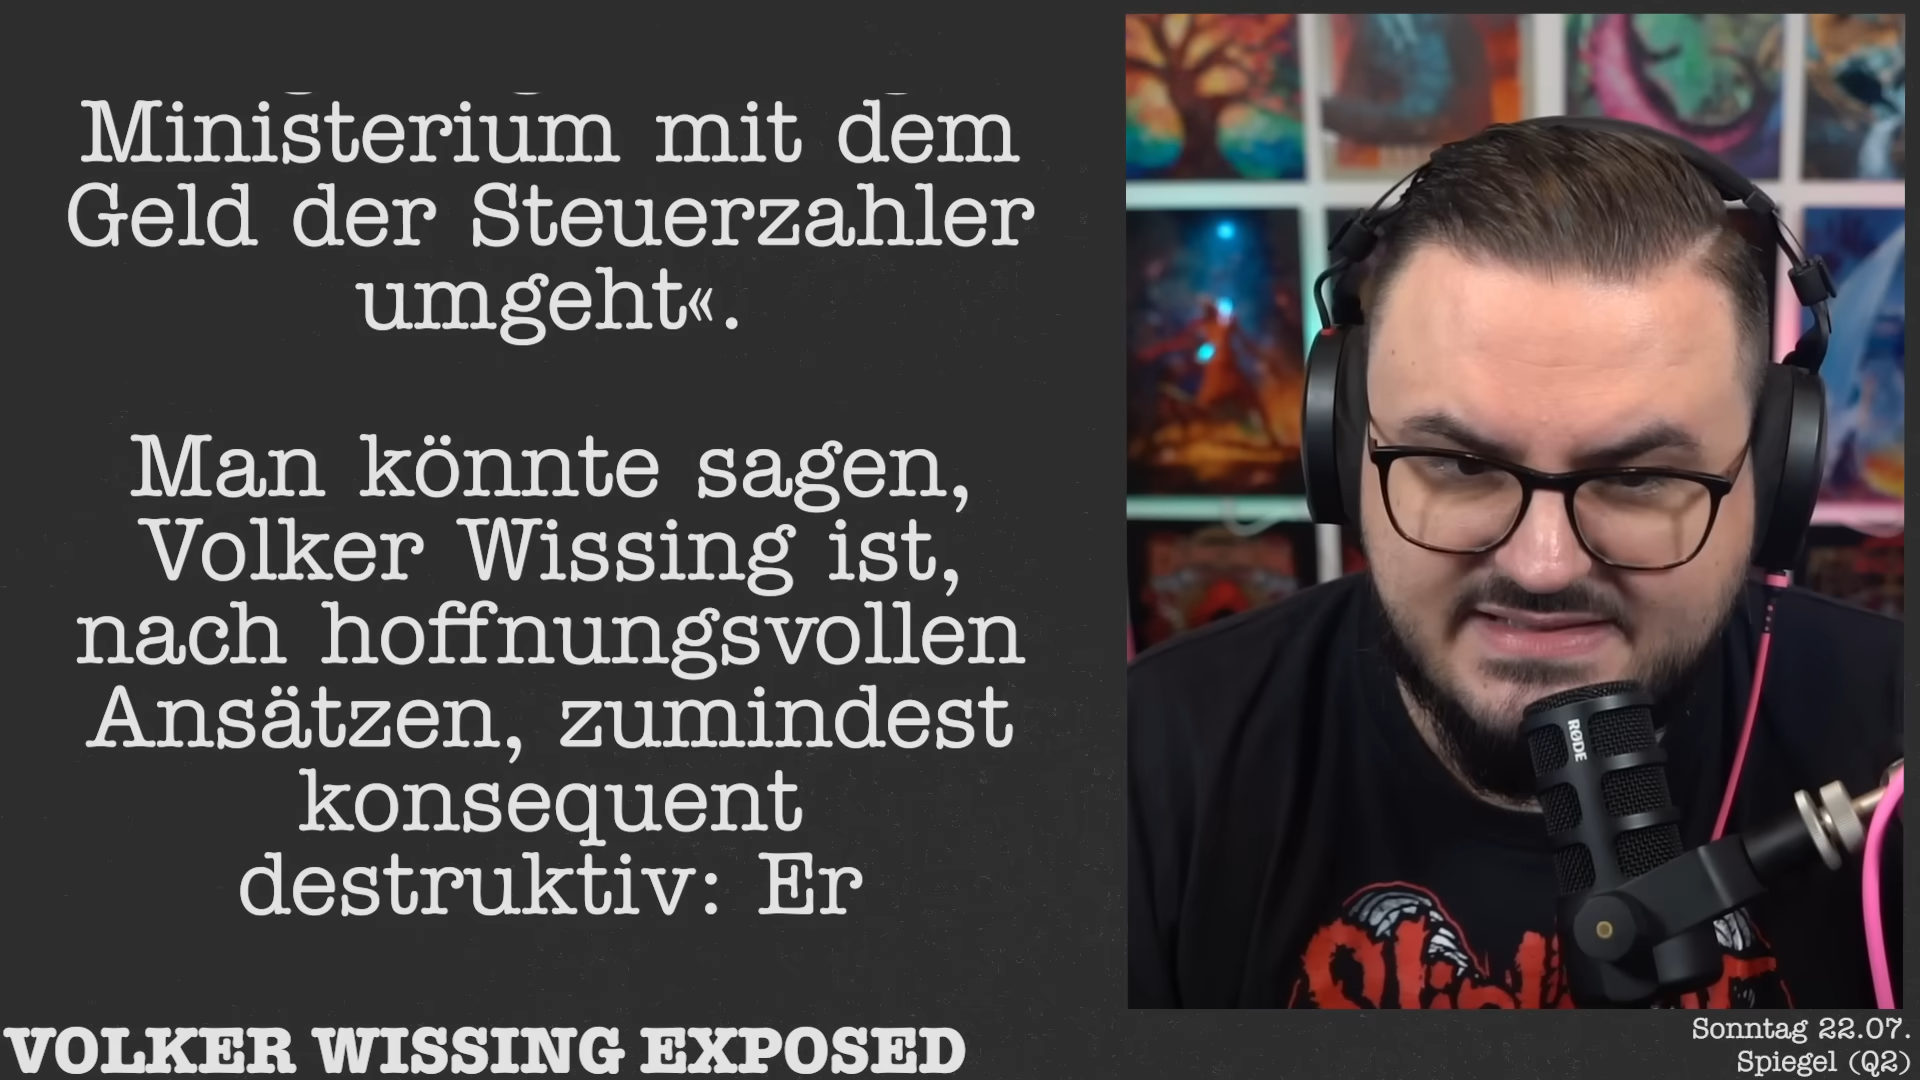 Ministerium mit dem
Geld der Steuerzahler
umgeht«.
Man könnte sagen,
Volker Wissing ist,
nach hoffnungsvollen
Ansätzen, zumindest
konsequent
destruktiv: Er
VOLKER WISSING EXPOSED
RØDE
Sonntag 22.07.
Spiegel (Q2)